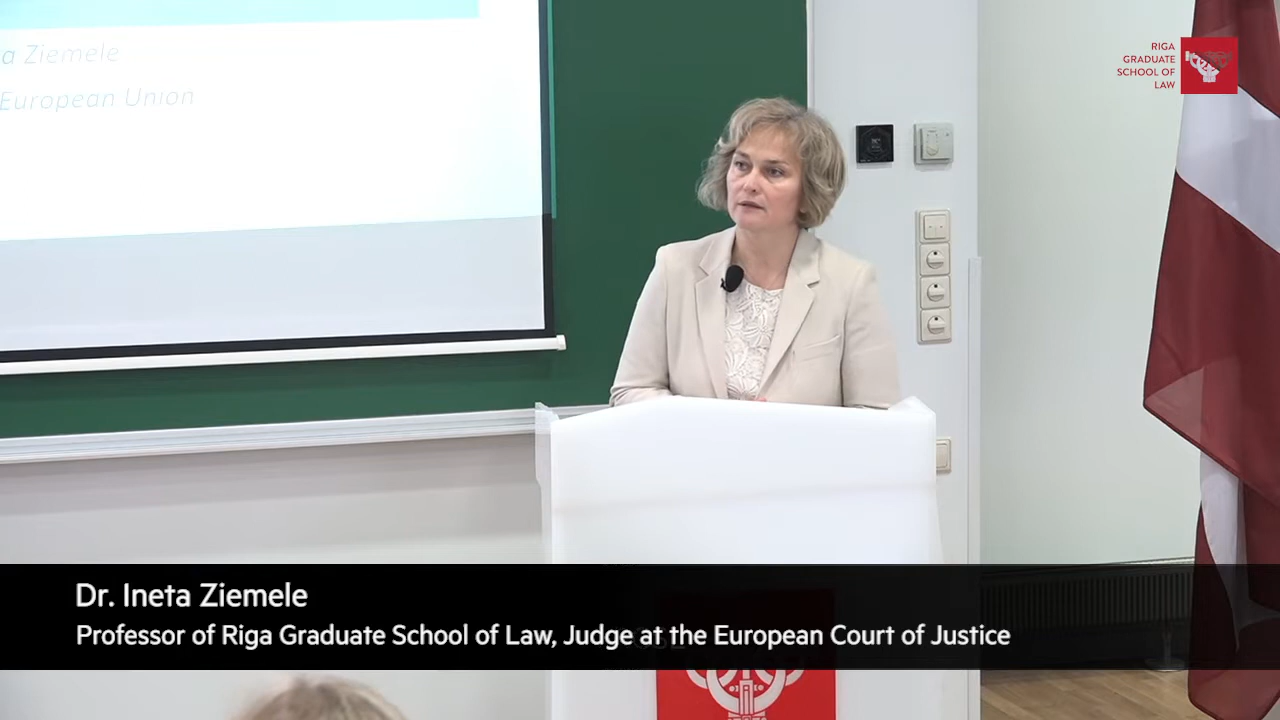 a Ziemele
European Union
RIGA
GRADUATE
SCHOOL OF
LAW
Dr. Ineta Ziemele
Professor of Riga Graduate School of Law, Judge at the European Court of Justice